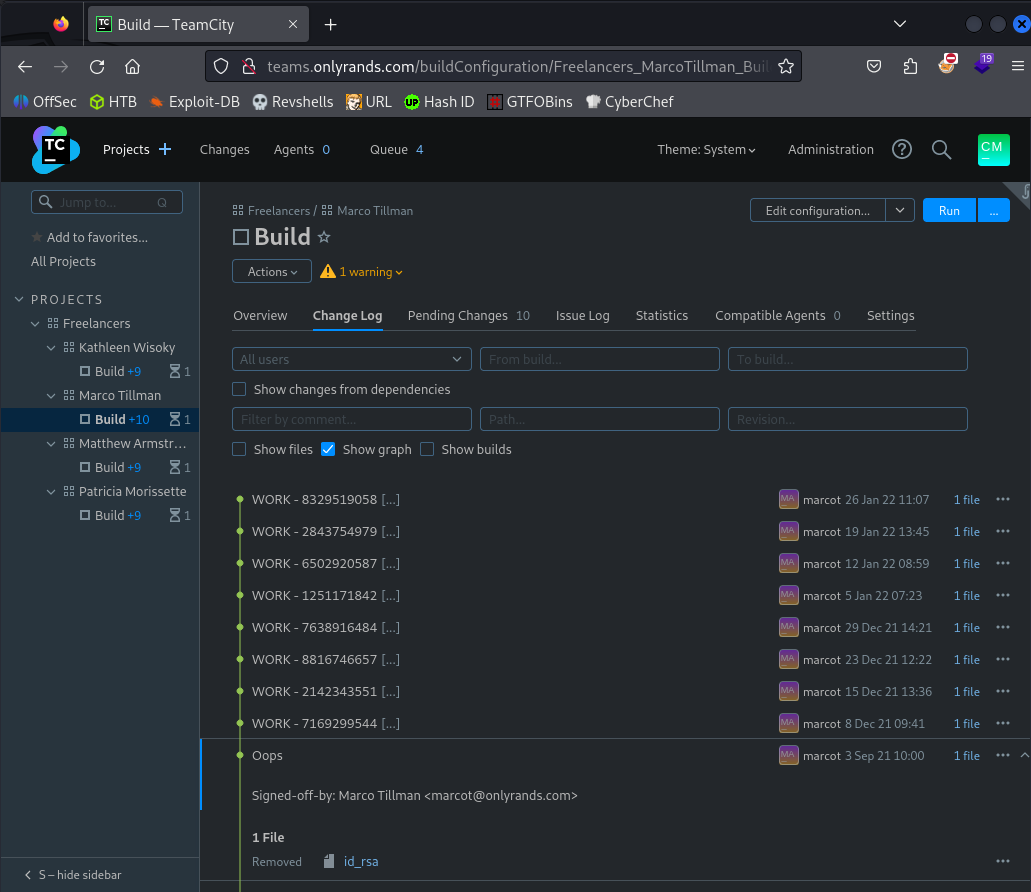 TC
Build — TeamCity
teams.onlyrands.com/buildConfiguration/Freelancers_MarcoTillman_Buil
19
OffSec
HTB
Exploit-DB
Revshells
URL
UP
Hash ID
GTFOBins
CyberChef
TC
Projects
Changes
Agents 0
Queue 4
Theme: System
Administration
CM
Jump to... Q
Add to favorites...
All Projects
PROJECTS
Freelancers
Kathleen Wisoky
Build +9 1
Marco Tillman
Build +10 1
Matthew Armstr...
Build +9 1
Patricia Morissette
Build +9 1
S – hide sidebar
Freelancers / Marco Tillman
Edit configuration...
Run ...
Build
Actions
1 warning
Overview Change Log Pending Changes 10 Issue Log Statistics Compatible Agents 0 Settings
All users From build... To build...
Show changes from dependencies
Filter by comment... Path... Revision...
Show files Show graph Show builds
WORK - 8329519058 [...] MA marcot 26 Jan 22 11:07 1 file ...
WORK - 2843754979 [...] MA marcot 19 Jan 22 13:45 1 file ...
WORK - 6502920587 [...] MA marcot 12 Jan 22 08:59 1 file ...
WORK - 1251171842 [...] MA marcot 5 Jan 22 07:23 1 file ...
WORK - 7638916484 [...] MA marcot 29 Dec 21 14:21 1 file ...
WORK - 8816746657 [...] MA marcot 23 Dec 21 12:22 1 file ...
WORK - 2142343551 [...] MA marcot 15 Dec 21 13:36 1 file ...
WORK - 7169299544 [...] MA marcot 8 Dec 21 09:41 1 file ...
Oops MA marcot 3 Sep 21 10:00 1 file ...
Signed-off-by: Marco Tillman <marcot@onlyrands.com>
1 File
Removed id_rsa ...